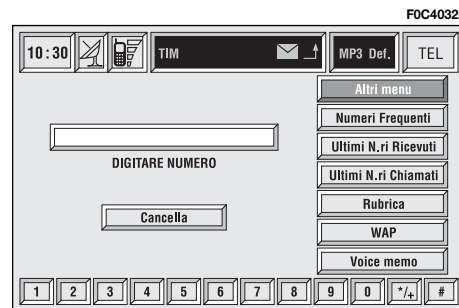 F0C4032
10:30 TIM MP3 Def. TEL
Altri menu
Numeri Frequenti
Ultimi N.ri Ricevuti
DIGITARE NUMERO
Ultimi N.ri Chiamati
Rubrica
Cancella
WAP
Voice memo
1 2 3 4 5 6 7 8 9 0 */+ #